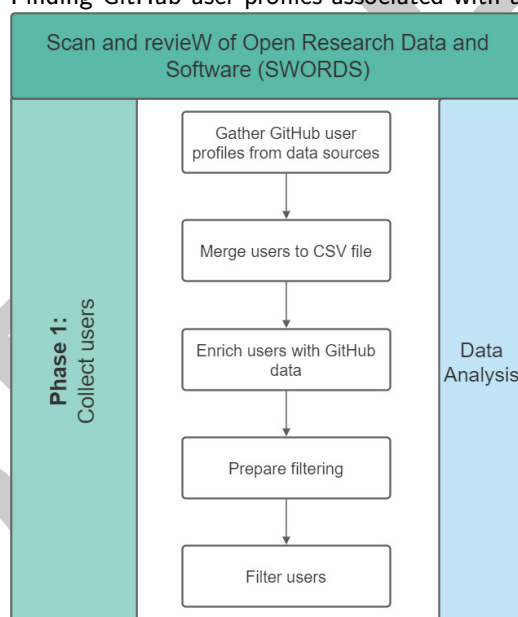 Finding GitHub user profiles associated with a
Scan and revieW of Open Research Data and
Software (SWORDS)
Phase 1:
Collect users
Gather GitHub user
profiles from data sources
Merge users to CSV file
Enrich users with GitHub
data
Prepare filtering
Filter users
Data
Analysis